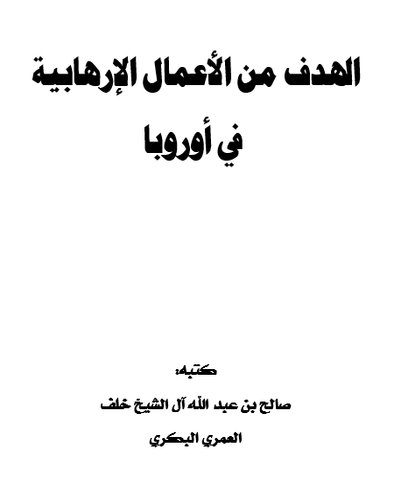 الهدف من الأعمال الإرهابية
في أوروبا
كتبه:
صالح بن عبد الله آل الشيخ خلف
العمري البكري